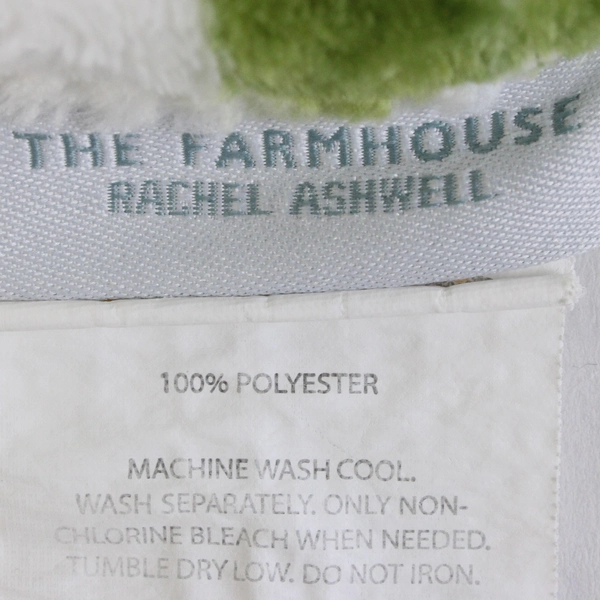 THE FARMHOUSE
RACHEL ASHWELL
100% POLYESTER
MACHINE WASH COOL.
WASH SEPARATELY. ONLY NON-
CHLORINE BLEACH WHEN NEEDED.
TUMBLE DRY LOW. DO NOT IRON.